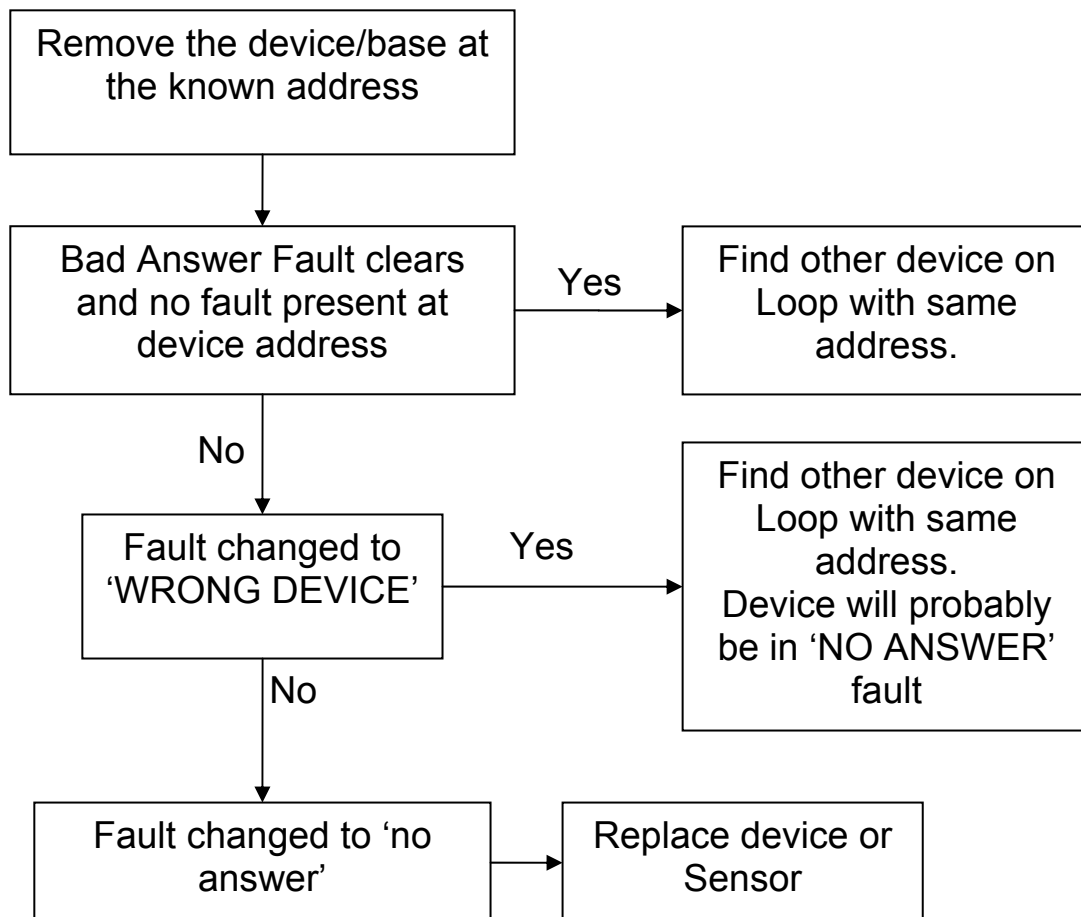 Remove the device/base at
the known address
Bad Answer Fault clears
and no fault present at
device address
Yes
Find other device on
Loop with same
address.
No
Fault changed to
‘WRONG DEVICE’
Yes
Find other device on
Loop with same
address.
Device will probably
be in ‘NO ANSWER’
fault
No
Fault changed to ‘no
answer’
Replace device or
Sensor